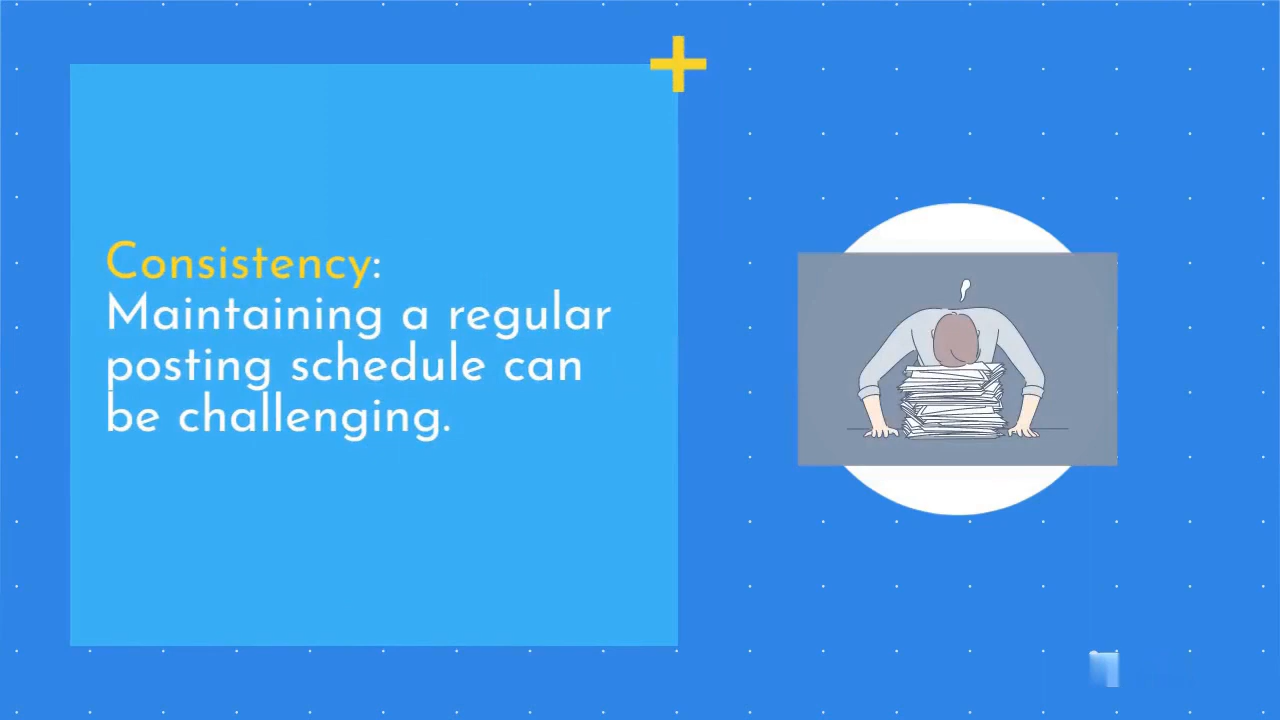 Consistency:
Maintaining a regular
posting schedule can
be challenging.